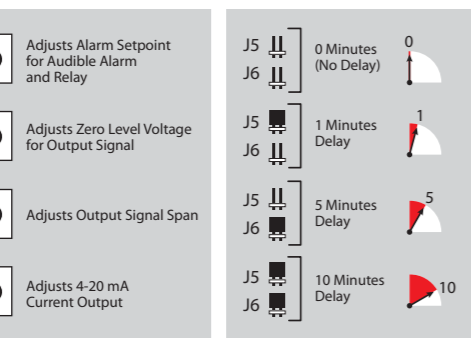 Adjusts Alarm Setpoint
for Audible Alarm
and Relay
Adjusts Zero Level Voltage
for Output Signal
Adjusts Output Signal Span
Adjusts 4-20 mA
Current Output
J5
J6
0 Minutes
(No Delay)
0
J5
J6
1 Minutes
Delay
1
J5
J6
5 Minutes
Delay
5
J5
J6
10 Minutes
Delay
10